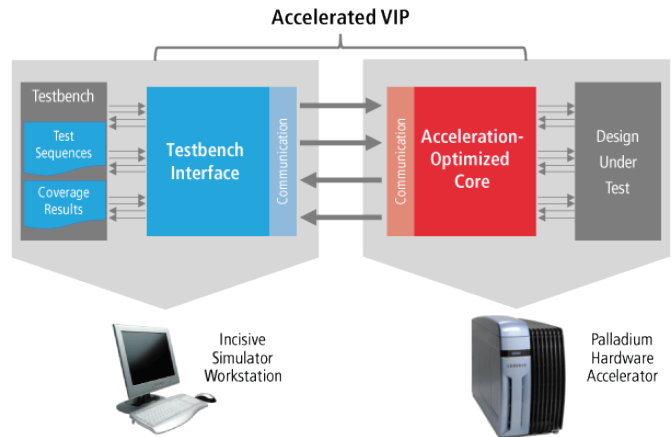 Accelerated VIP
Testbench
Test
Sequences
Coverage
Results
Testbench
Interface
Communication
Communication
Acceleration-
Optimized
Core
Design
Under
Test
Incisive
Simulator
Workstation
Palladium
Hardware
Accelerator